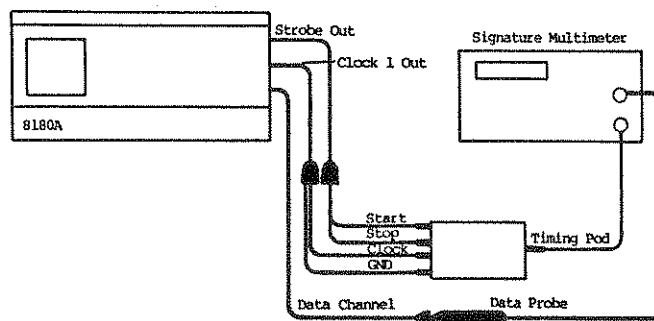 Strobe Out
Signature Multimeter
Clock 1 Out
8180A
Start
Stop
Clock
GND
Timing Pod
Data Channel
Data Probe